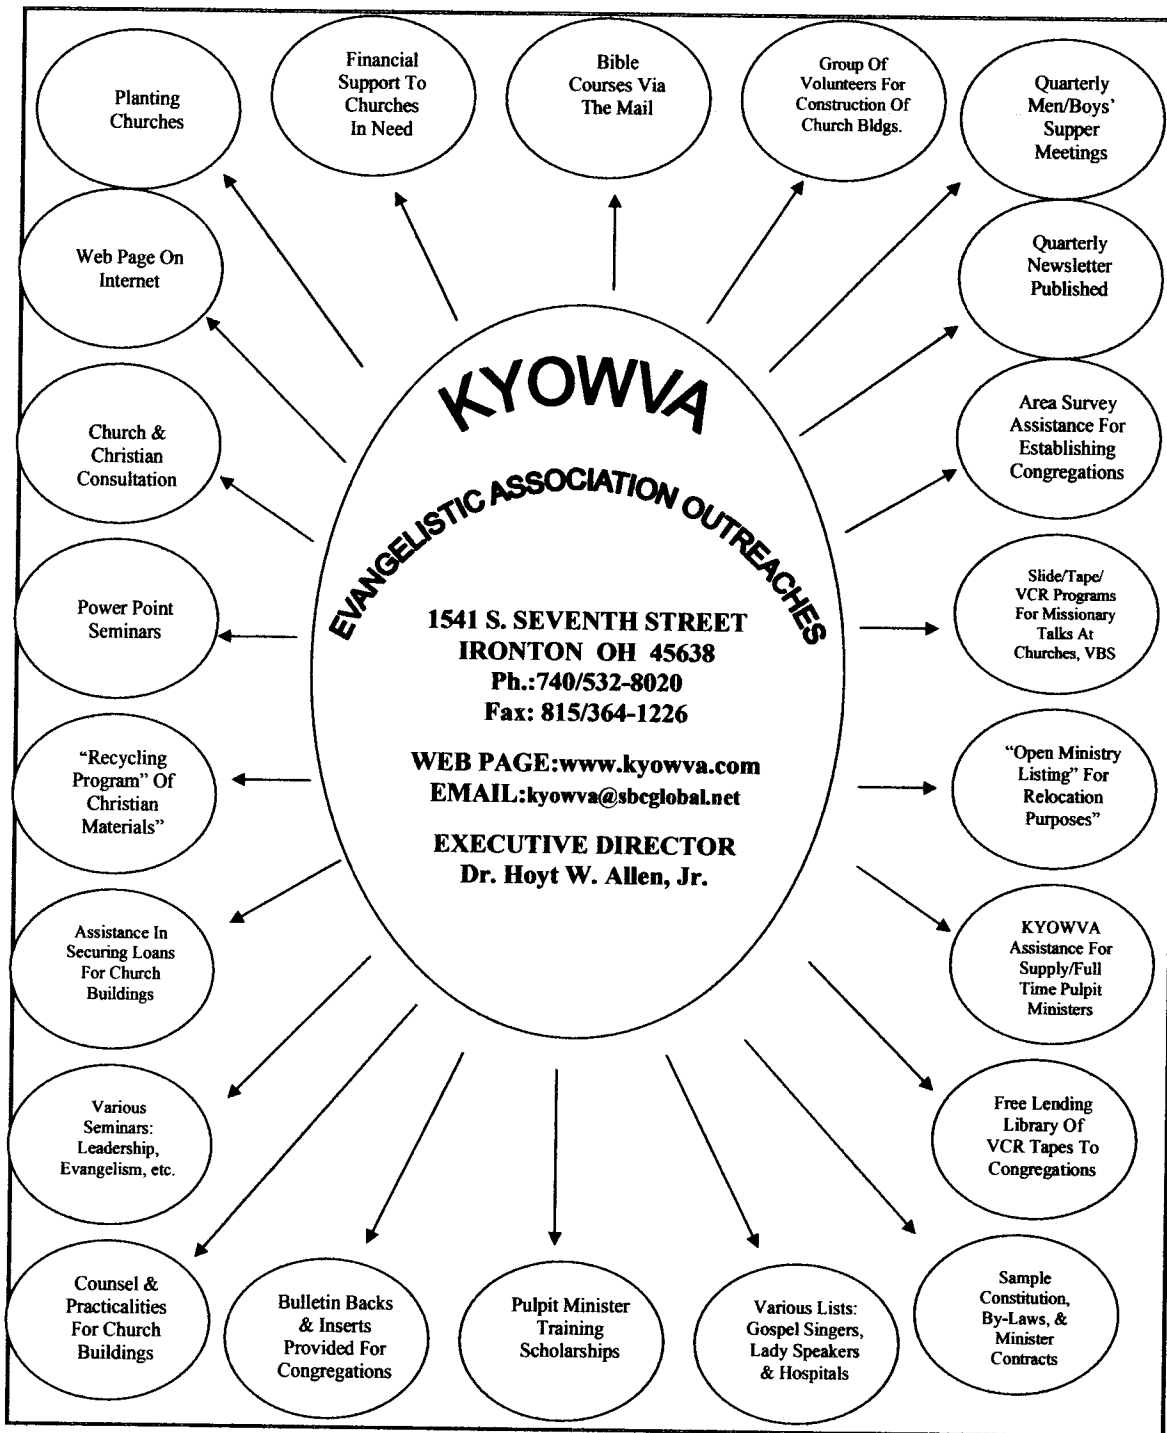 Planting
Churches
Financial
Support To
Churches
In Need
Bible
Courses Via
The Mail
Group Of
Volunteers For
Construction Of
Church Bldgs.
Quarterly
Men/Boys'
Supper
Meetings
Web Page On
Internet
Quarterly
Newsletter
Published
Church &
Christian
Consultation
Area Survey
Assistance For
Establishing
Congregations
Power Point
Seminars
Slide/Tape/
VCR Programs
For Missionary
Talks At
Churches, VBS
"Recycling
Program" Of
Christian
Materials"
"Open Ministry
Listing" For
Relocation
Purposes"
Assistance In
Securing Loans
For Church
Buildings
KYOWVA
Assistance For
Supply/Full
Time Pulpit
Ministers
Various
Seminars:
Leadership,
Evangelism, etc.
Free Lending
Library Of
VCR Tapes To
Congregations
Counsel &
Practicalities
For Church
Buildings
Bulletin Backs
& Inserts
Provided For
Congregations
Pulpit Minister
Training
Scholarships
Various Lists:
Gospel Singers,
Lady Speakers
& Hospitals
Sample
Constitution,
By-Laws, &
Minister
Contracts
KYOWVA
EVANGELISTIC ASSOCIATION OUTREACHES
1541 S. SEVENTH STREET
IRONTON OH 45638
Ph.:740/532-8020
Fax: 815/364-1226
WEB PAGE:www.kyowva.com
EMAIL:kyowva@sbcglobal.net
EXECUTIVE DIRECTOR
Dr. Hoyt W. Allen, Jr.